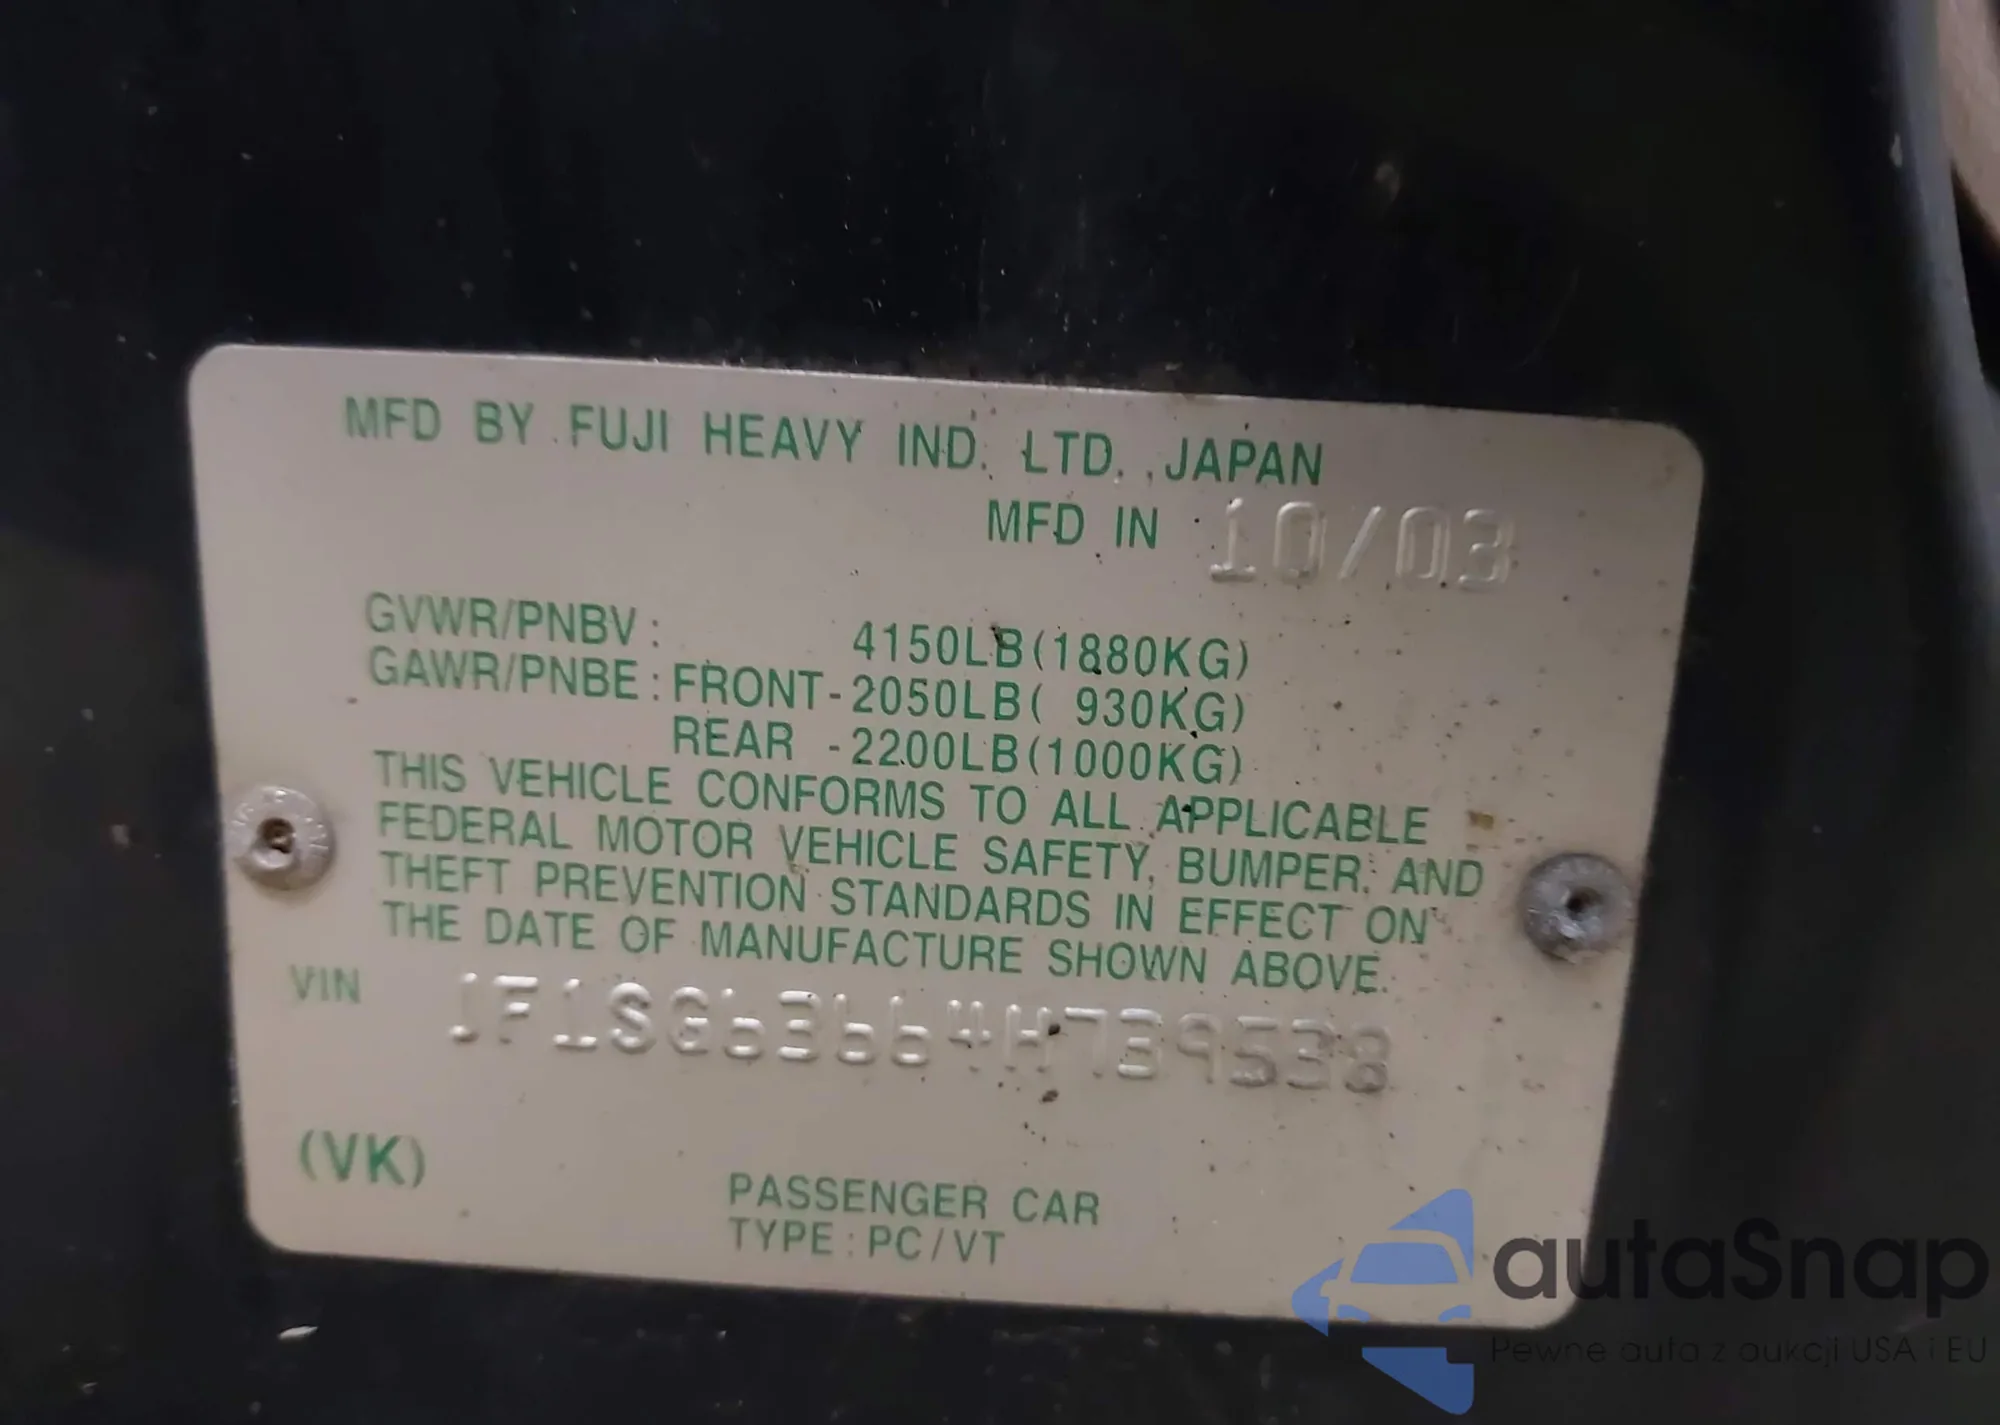 MFD BY FUJI HEAVY IND. LTD. JAPAN
MFD IN : 10/03
GVWR/PNBV : 4150LB(1880KG)
GAWR/PNBE : FRONT-2050LB( 930KG)
REAR -2200LB(1000KG)
THIS VEHICLE CONFORMS TO ALL APPLICABLE
FEDERAL MOTOR VEHICLE SAFETY, BUMPER, AND
THEFT PREVENTION STANDARDS IN EFFECT ON
THE DATE OF MANUFACTURE SHOWN ABOVE.
VIN JF1SG63664H739538
(VK)
PASSENGER CAR
TYPE : PC/VT
autaSnap
Pewne auta z aukcji USA i EU